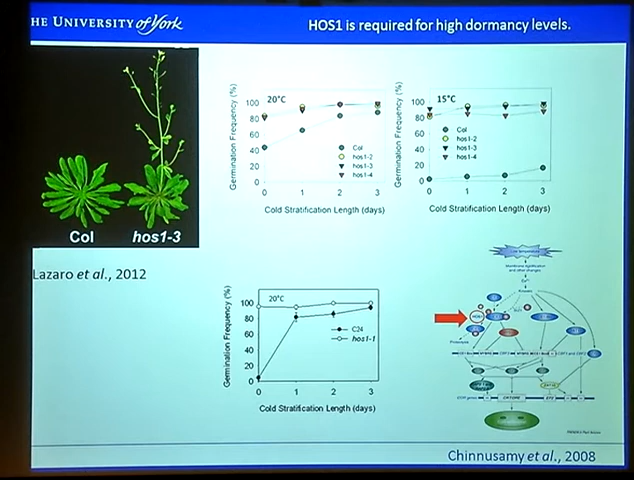 HE UNIVERSITY of York
HOS1 is required for high dormancy levels.
Col
hos1-3
Lazaro et al., 2012
Germination Frequency (%)
100
80
60
40
20
0
20°C
Col
hos1-2
hos1-3
hos1-4
0
1
2
3
Cold Stratification Length (days)
Germination Frequency (%)
100
80
60
40
20
0
15°C
Col
hos1-2
hos1-3
hos1-4
0
1
2
3
Cold Stratification Length (days)
Germination Frequency (%)
100
80
60
40
20
0
20°C
C24
hos1-1
0
1
2
3
Cold Stratification Length (days)
HOS1
Chinnusamy et al., 2008